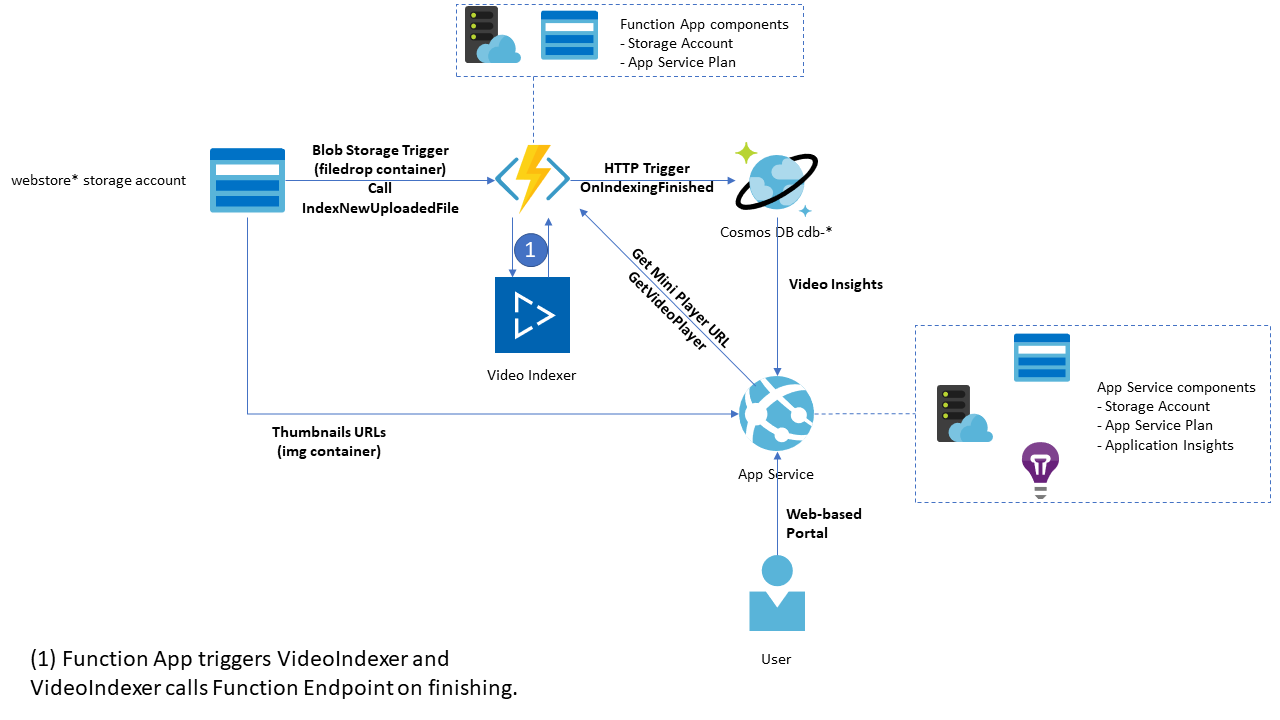 Function App components
- Storage Account
- App Service Plan
Blob Storage Trigger
(filedrop container)
Call
IndexNewUploadedFile
HTTP Trigger
OnIndexingFinished
webstore* storage account
Cosmos DB cdb-*
1
Get Mini Player URL
GetVideoPlayer
Video Insights
Video Indexer
App Service components
- Storage Account
- App Service Plan
- Application Insights
Thumbnails URLs
(img container)
App Service
Web-based
Portal
User
(1) Function App triggers VideoIndexer and
VideoIndexer calls Function Endpoint on finishing.